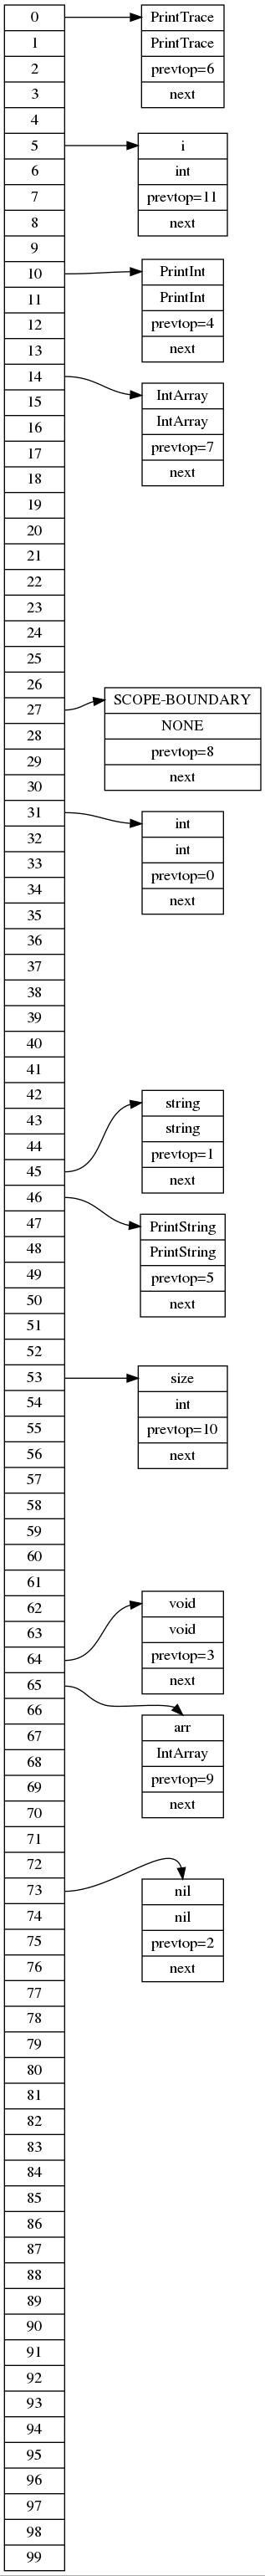 0
1
2
3
4
5
6
7
8
9
10
11
12
13
14
15
16
17
18
19
20
21
22
23
24
25
26
27
28
29
30
31
32
33
34
35
36
37
38
39
40
41
42
43
44
45
46
47
48
49
50
51
52
53
54
55
56
57
58
59
60
61
62
63
64
65
66
67
68
69
70
71
72
73
74
75
76
77
78
79
80
81
82
83
84
85
86
87
88
89
90
91
92
93
94
95
96
97
98
99
PrintTrace
PrintTrace
prevtop=6
next
i
int
prevtop=11
next
PrintInt
PrintInt
prevtop=4
next
IntArray
IntArray
prevtop=7
next
SCOPE-BOUNDARY
NONE
prevtop=8
next
int
int
prevtop=0
next
string
string
prevtop=1
next
PrintString
PrintString
prevtop=5
next
size
int
prevtop=10
next
void
void
prevtop=3
next
arr
IntArray
prevtop=9
next
nil
nil
prevtop=2
next